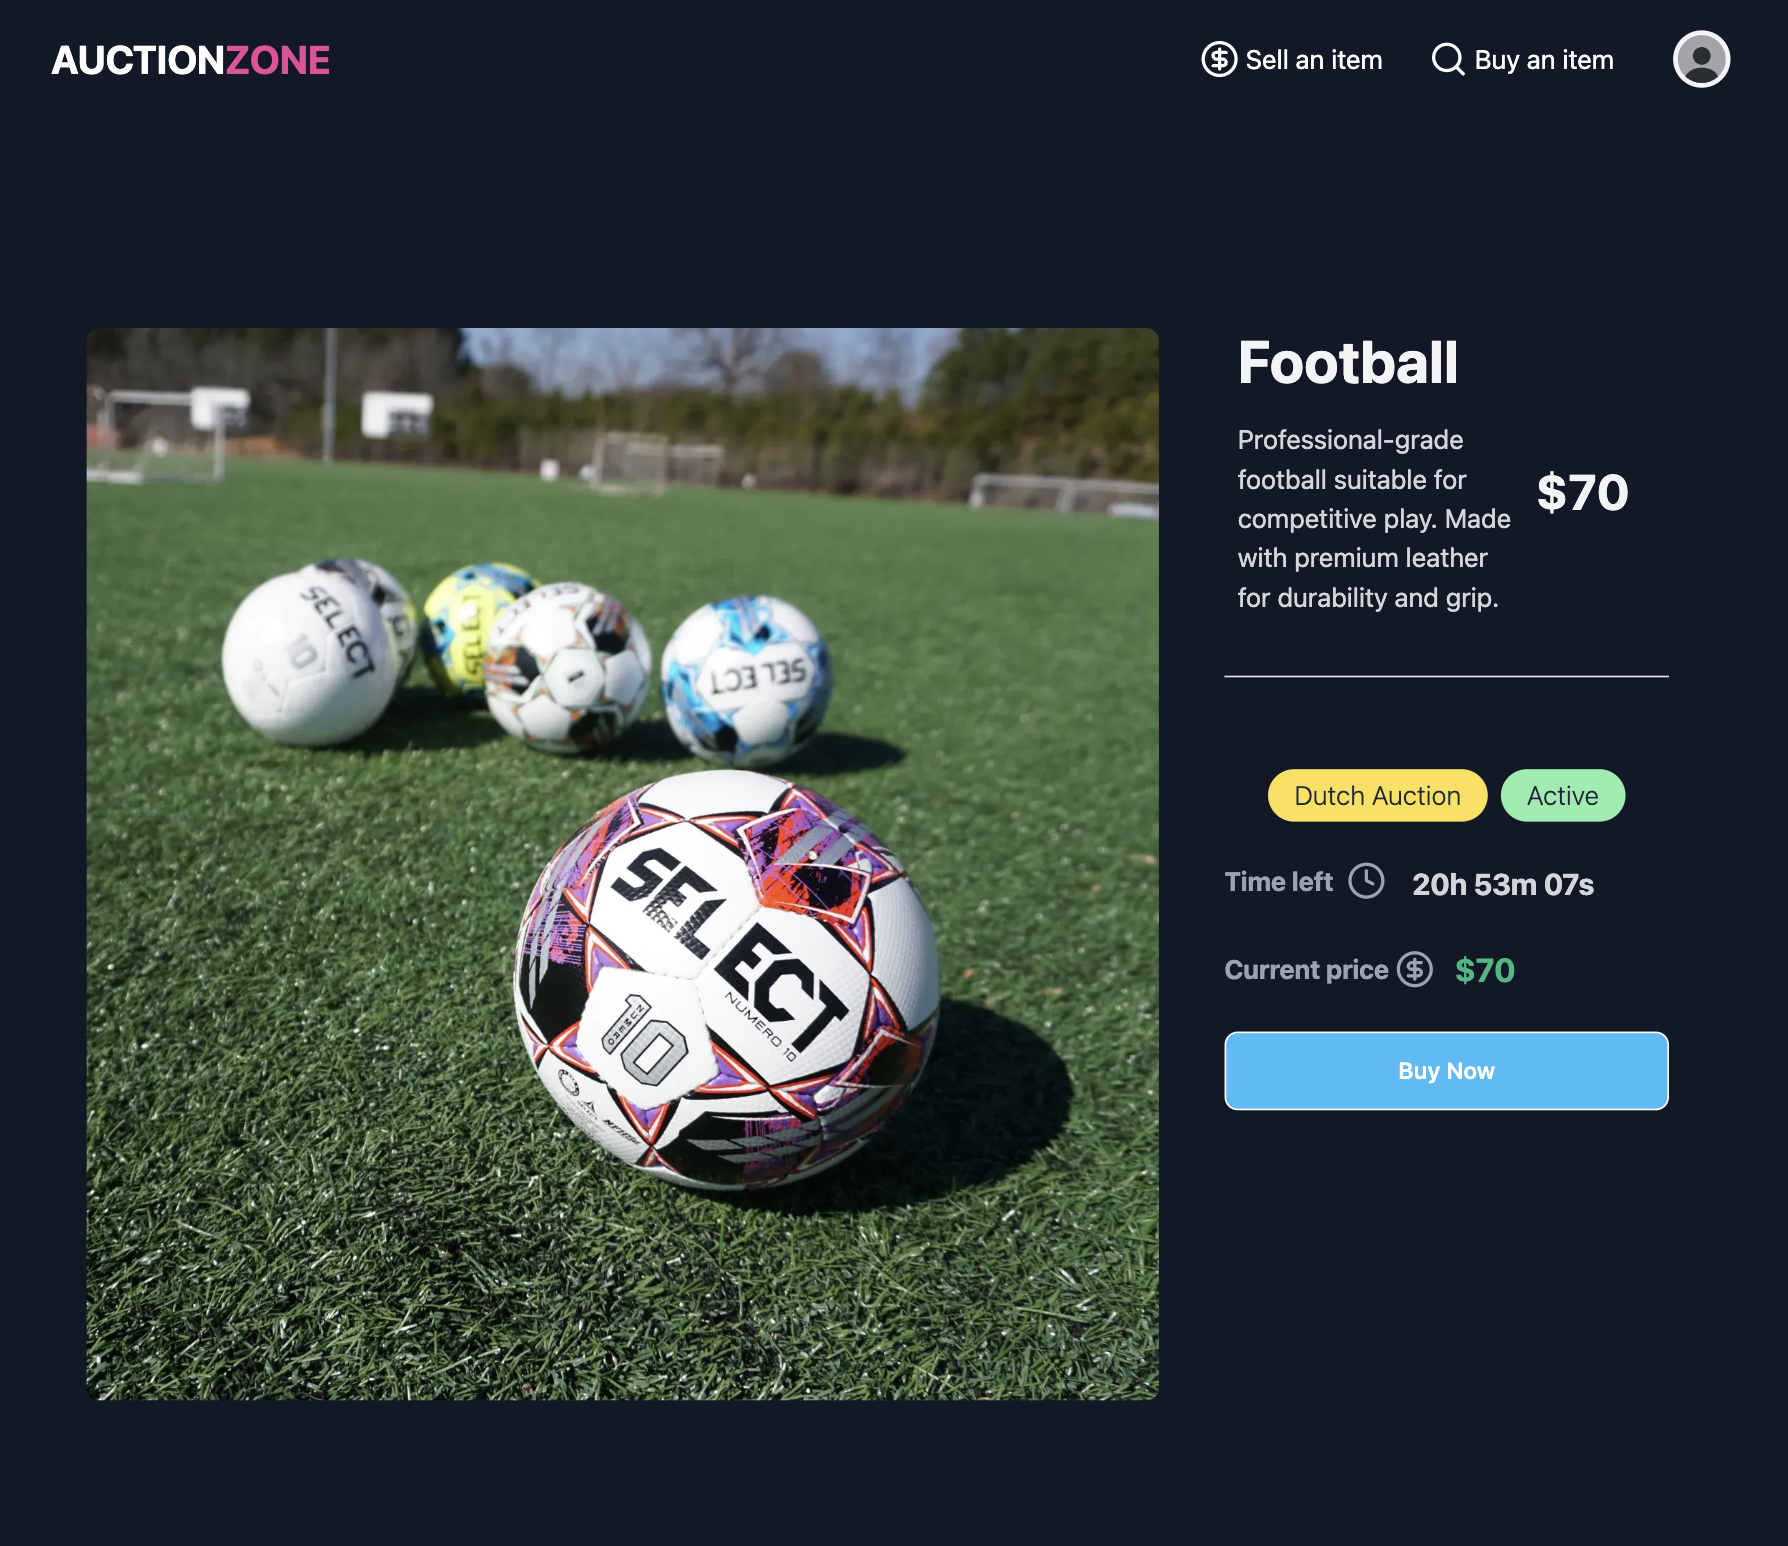 AUCTIONZONE
Sell an item
Buy an item
Football
Professional-grade
football suitable for
competitive play. Made
with premium leather
for durability and grip.
$70
Dutch Auction
Active
Time left
20h 53m 07s
Current price
$70
Buy Now
SELECT
10
SELECT
SELECT
1
SELECT
SELECT
NUMERO 10
10
NUMERO